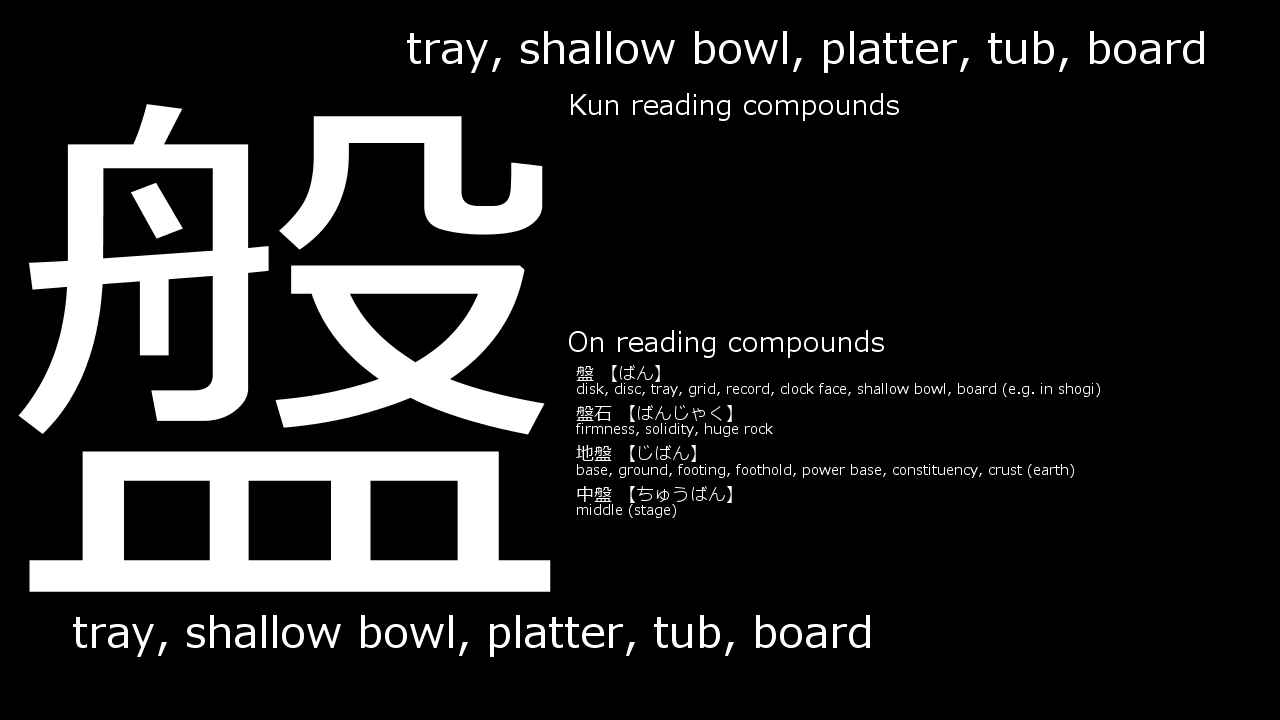 tray, shallow bowl, platter, tub, board
盤
Kun reading compounds
On reading compounds
盤 【ばん】
disk, disc, tray, grid, record, clock face, shallow bowl, board (e.g. in shogi)
盤石 【ばんじゃく】
firmness, solidity, huge rock
地盤 【じばん】
base, ground, footing, foothold, power base, constituency, crust (earth)
中盤 【ちゅうばん】
middle (stage)
tray, shallow bowl, platter, tub, board